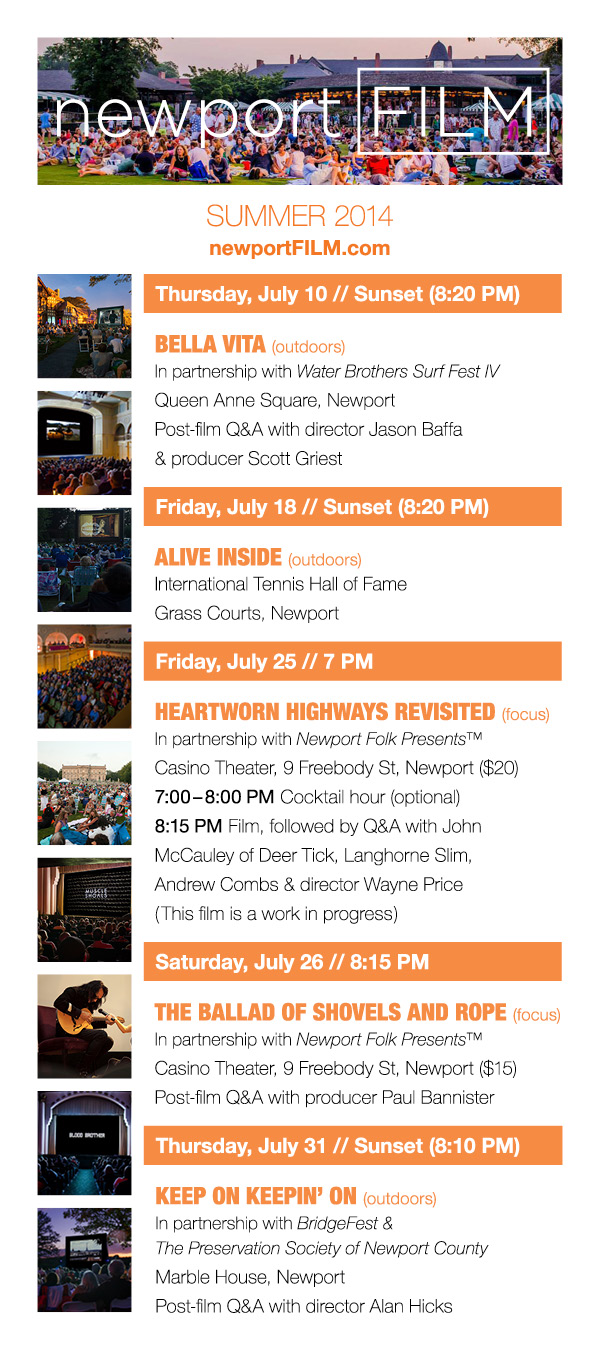 newport FILM
SUMMER 2014
newportFILM.com
Thursday, July 10 // Sunset (8:20 PM)
BELLA VITA (outdoors)
In partnership with Water Brothers Surf Fest IV
Queen Anne Square, Newport
Post-film Q&A with director Jason Baffa
& producer Scott Griest
Friday, July 18 // Sunset (8:20 PM)
ALIVE INSIDE (outdoors)
International Tennis Hall of Fame
Grass Courts, Newport
Friday, July 25 // 7 PM
HEARTWORN HIGHWAYS REVISITED (focus)
In partnership with Newport Folk Presents™
Casino Theater, 9 Freebody St, Newport ($20)
7:00–8:00 PM Cocktail hour (optional)
8:15 PM Film, followed by Q&A with John
McCauley of Deer Tick, Langhorne Slim,
Andrew Combs & director Wayne Price
(This film is a work in progress)
MUSCLE
SHOALS
Saturday, July 26 // 8:15 PM
THE BALLAD OF SHOVELS AND ROPE (focus)
In partnership with Newport Folk Presents™
Casino Theater, 9 Freebody St, Newport ($15)
Post-film Q&A with producer Paul Bannister
BLOOD BROTHER
Thursday, July 31 // Sunset (8:10 PM)
KEEP ON KEEPIN’ ON (outdoors)
In partnership with BridgeFest &
The Preservation Society of Newport County
Marble House, Newport
Post-film Q&A with director Alan Hicks